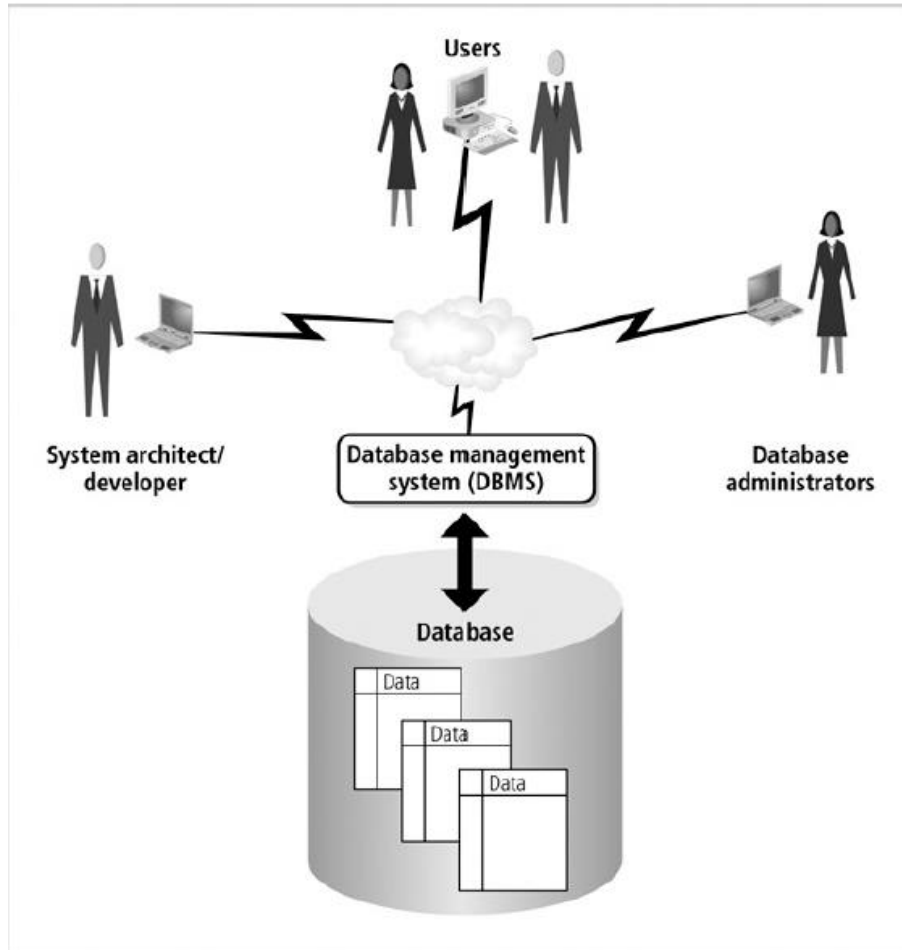 Users
System architect/
developer
Database management
system (DBMS)
Database
administrators
Database
Data
Data
Data